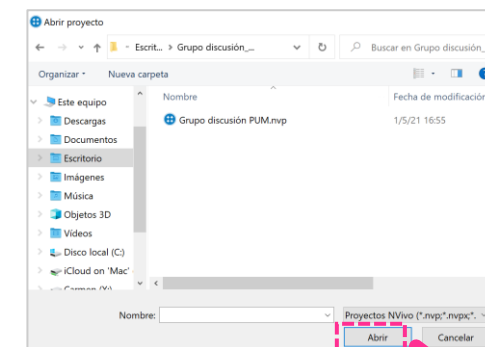 Abrir proyecto
Escrit... > Grupo discusión_...
Buscar en Grupo discusión_
Organizar
Nueva carpeta
Nombre
Fecha de modificación
Este equipo
Grupo discusión PUM.nvp
1/5/21 16:55
Descargas
Documentos
Escritorio
Imágenes
Música
Objetos 3D
Vídeos
Disco local (C:)
iCloud on 'Mac'
Nombre:
Proyectos NVivo (*.nvp;*.nvpx;*.
Abrir
Cancelar